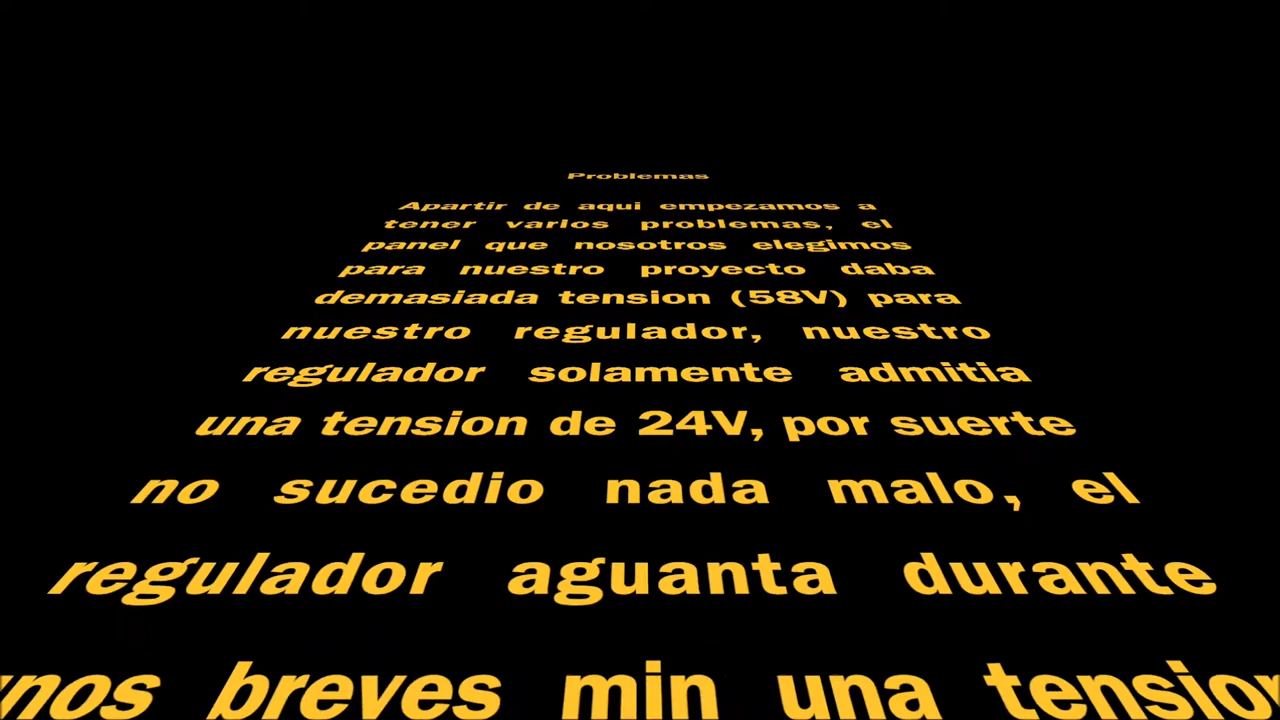 Problemas
Apartir de aqui empezamos a
tener varios problemas, el
panel que nosotros elegimos
para nuestro proyecto daba
demasiada tension (58V) para
nuestro regulador, nuestro
regulador solamente admitia
una tension de 24V, por suerte
no sucedio nada malo, el
regulador aguanta durante
breves min una